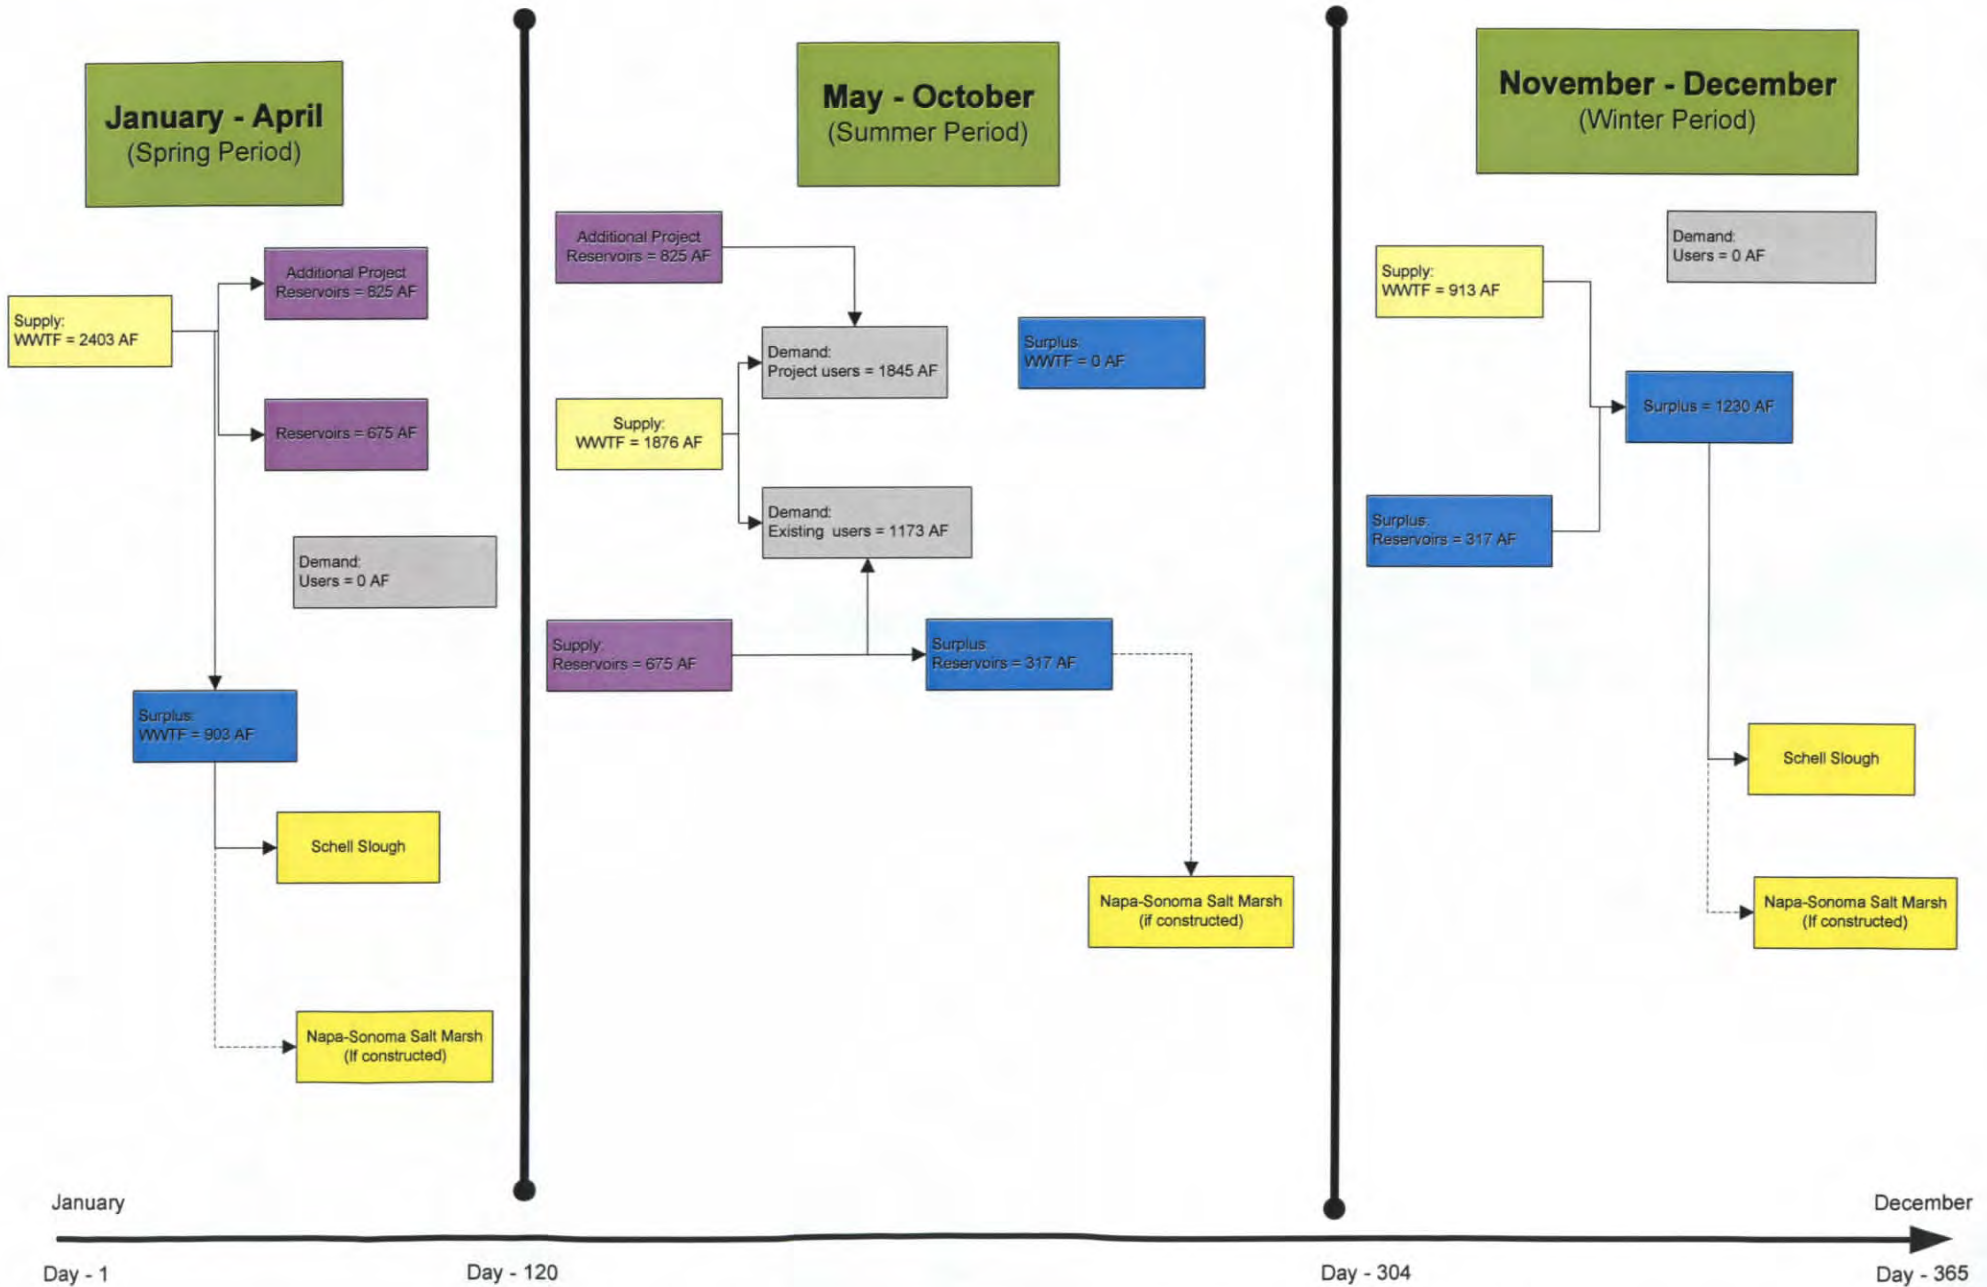 January - April
(Spring Period)
Additional Project
Reservoirs = 825 AF
Supply:
WWTF = 2403 AF
Reservoirs = 675 AF
Demand:
Users = 0 AF
Surplus:
WWTF = 903 AF
Schell Slough
Napa-Sonoma Salt Marsh
(If constructed)
May - October
(Summer Period)
Additional Project
Reservoirs = 825 AF
Demand:
Project users = 1845 AF
Surplus:
WWTF = 0 AF
Supply:
WWTF = 1876 AF
Demand:
Existing users = 1173 AF
Supply:
Reservoirs = 675 AF
Surplus:
Reservoirs = 317 AF
Napa-Sonoma Salt Marsh
(if constructed)
November - December
(Winter Period)
Demand:
Users = 0 AF
Supply:
WWTF = 913 AF
Surplus = 1230 AF
Surplus:
Reservoirs = 317 AF
Schell Slough
Napa-Sonoma Salt Marsh
(If constructed)
January
December
Day - 1
Day - 120
Day - 304
Day - 365